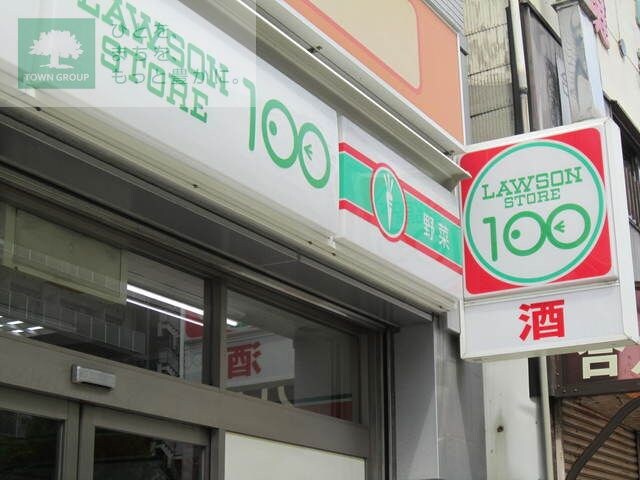 ひとを、
まちを、
もっと豊かに。
TOWN GROUP
LAWSON
STORE
100
野菜
LAWSON
STORE
100
酒
酒